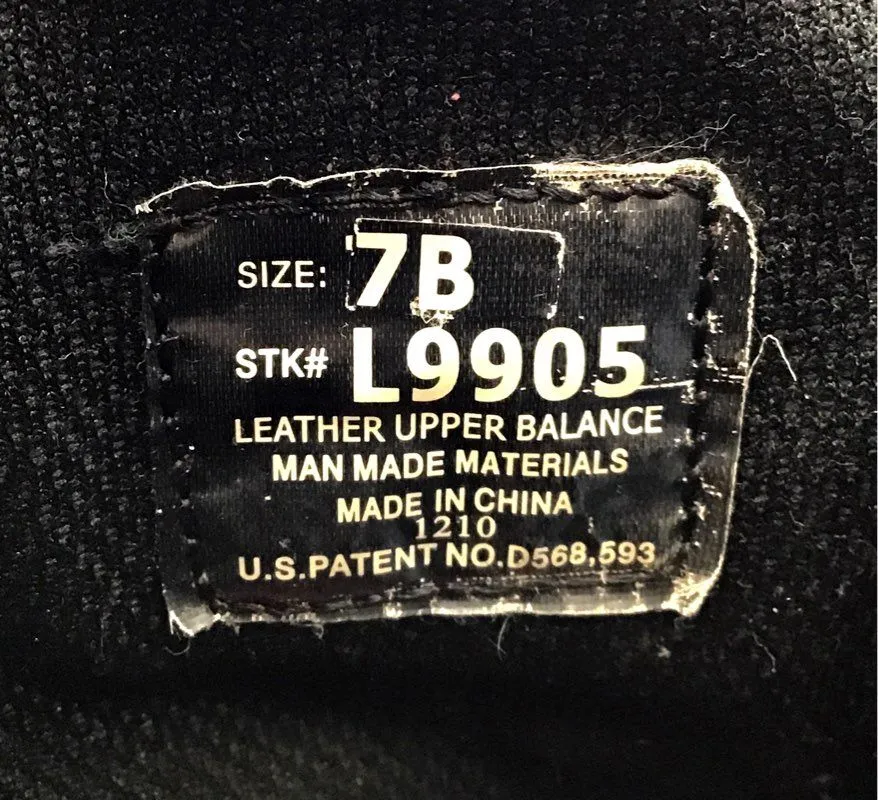 SIZE: 7B
STK# L9905
LEATHER UPPER BALANCE
MAN MADE MATERIALS
MADE IN CHINA
1210
U.S.PATENT NO.D568,593